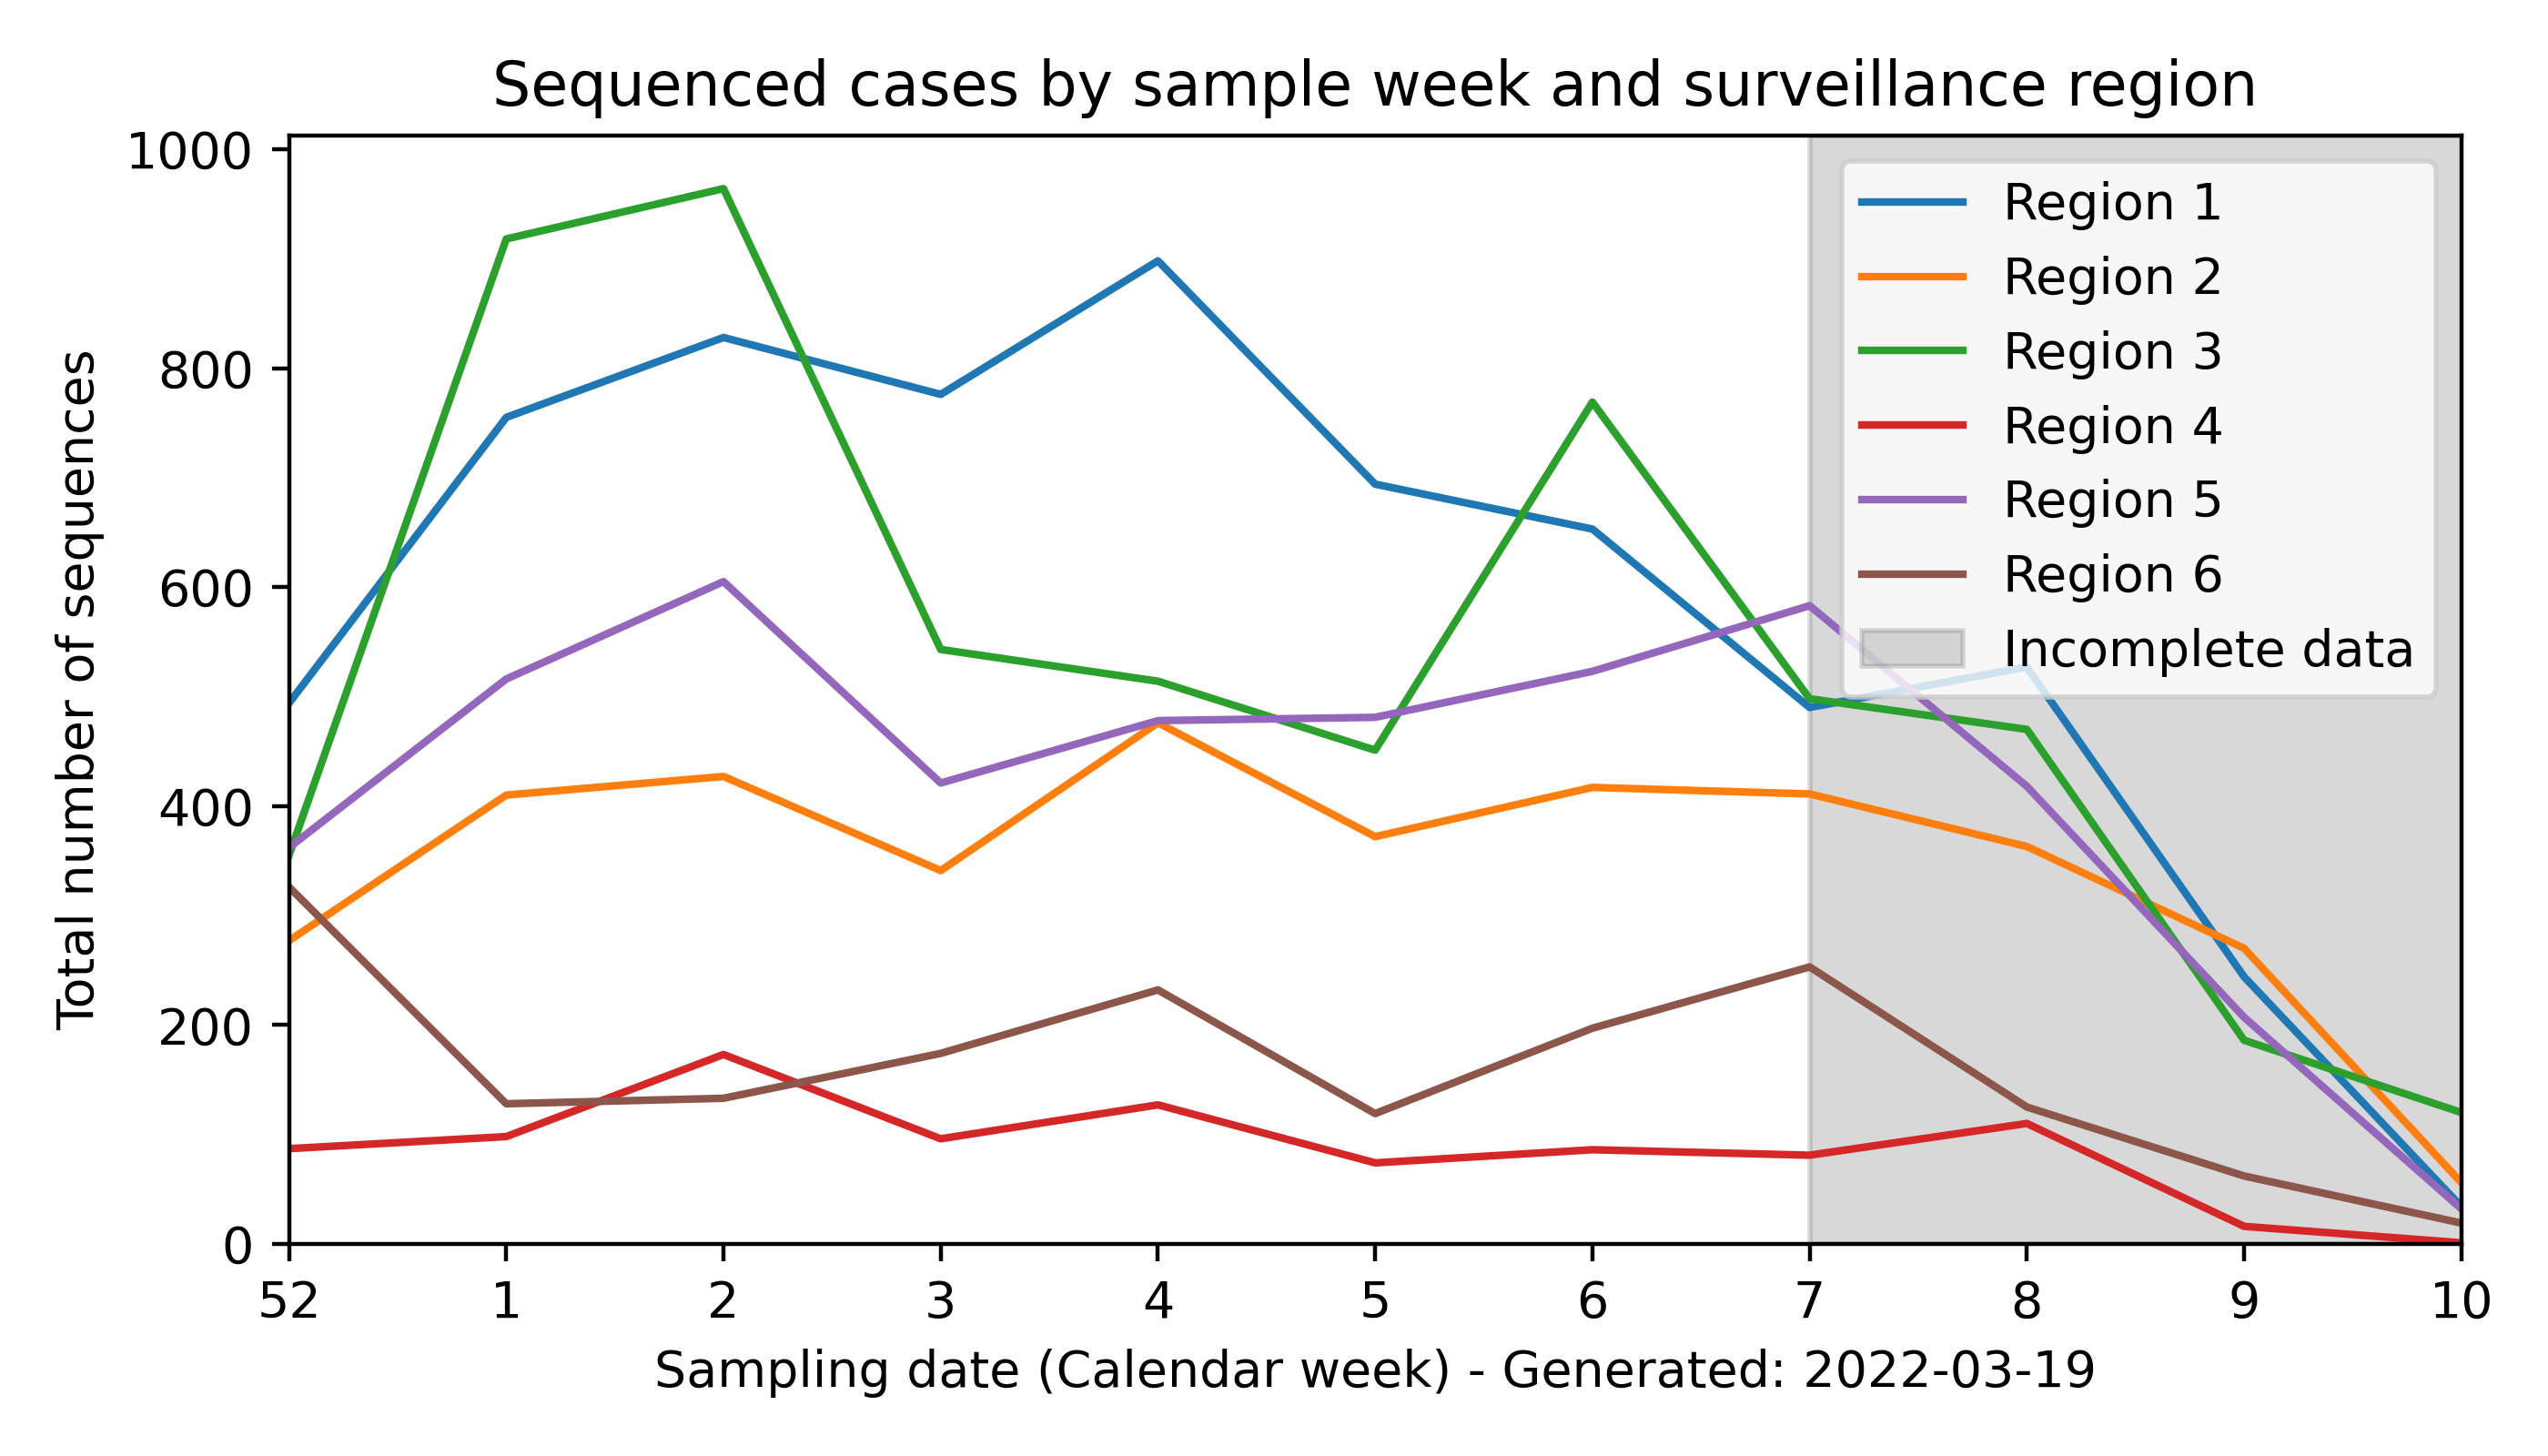 Sequenced cases by sample week and surveillance region
1000
800
600
400
200
0
Total number of sequences
Region 1
Region 2
Region 3
Region 4
Region 5
Region 6
Incomplete data
52 1 2 3 4 5 6 7 8 9 10
Sampling date (Calendar week) - Generated: 2022-03-19